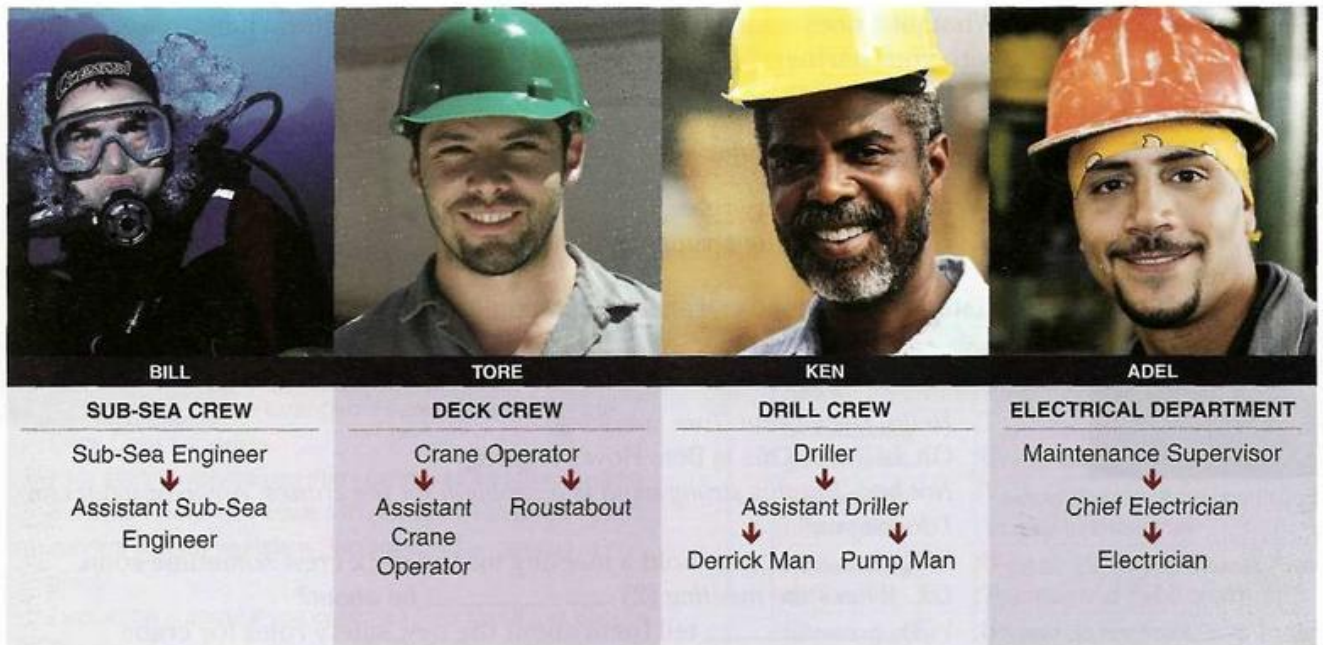 BILL
TORE
KEN
ADEL
SUB-SEA CREW
Sub-Sea Engineer
Assistant Sub-Sea
Engineer
DECK CREW
Crane Operator
Assistant
Crane
Operator
Roustabout
DRILL CREW
Driller
Assistant Driller
Derrick Man
Pump Man
ELECTRICAL DEPARTMENT
Maintenance Supervisor
Chief Electrician
Electrician